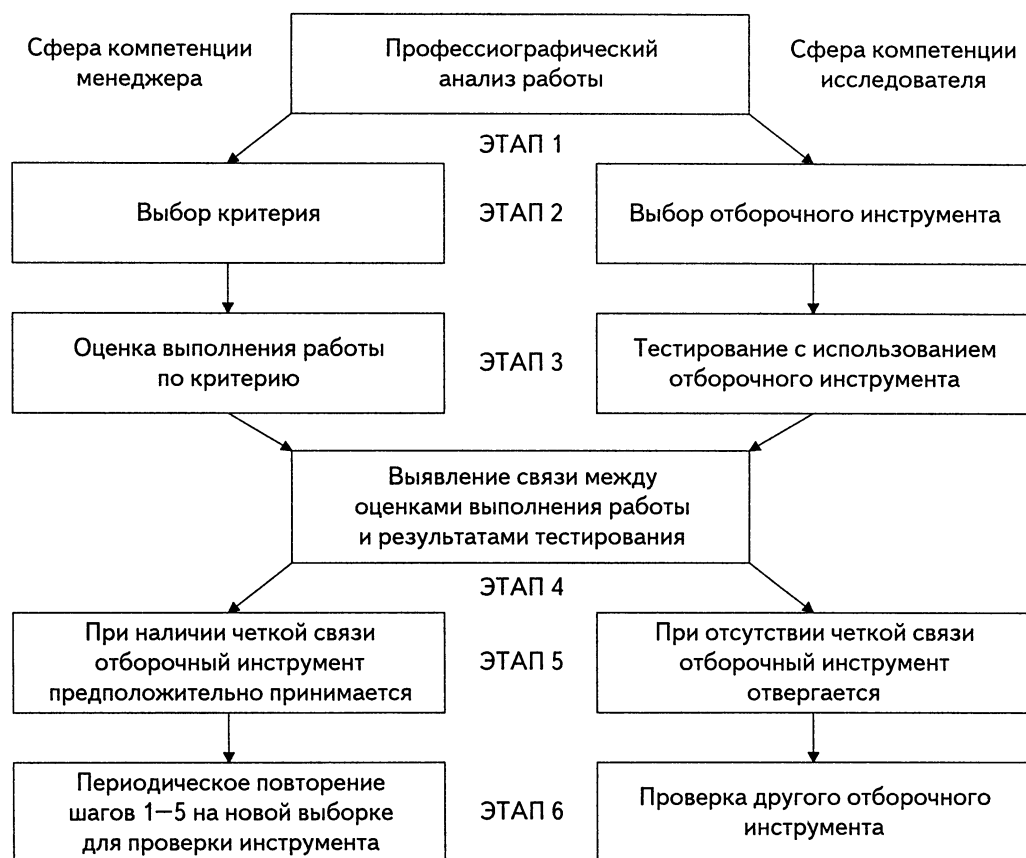 Сфера компетенции
менеджера
Профессиографический
анализ работы
Сфера компетенции
исследователя
ЭТАП 1
Выбор критерия
ЭТАП 2
Выбор отборочного инструмента
Оценка выполнения работы
по критерию
ЭТАП 3
Тестирование с использованием
отборочного инструмента
Выявление связи между
оценками выполнения работы
и результатами тестирования
ЭТАП 4
При наличии четкой связи
отборочный инструмент
предположительно принимается
ЭТАП 5
При отсутствии четкой связи
отборочный инструмент
отвергается
Периодическое повторение
шагов 1—5 на новой выборке
для проверки инструмента
ЭТАП 6
Проверка другого отборочного
инструмента